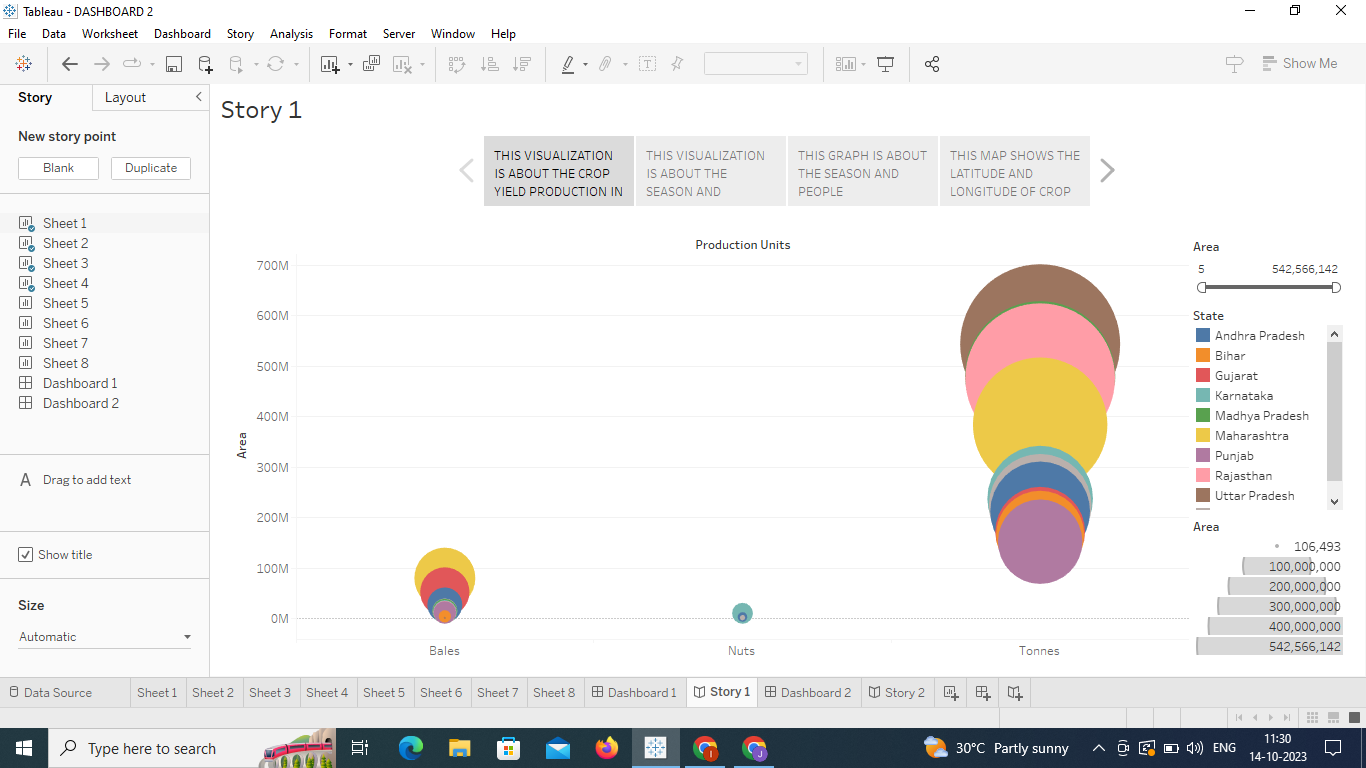 Tableau - DASHBOARD 2
File Data Worksheet Dashboard Story Analysis Format Server Window Help
Show Me
Story Layout
New story point
Blank Duplicate
Sheet 1
Sheet 2
Sheet 3
Sheet 4
Sheet 5
Sheet 6
Sheet 7
Sheet 8
Dashboard 1
Dashboard 2
A Drag to add text
Show title
Size
Automatic
Story 1
THIS VISUALIZATION
IS ABOUT THE CROP
YIELD PRODUCTION IN
THIS VISUALIZATION
IS ABOUT THE
SEASON AND
THIS GRAPH IS ABOUT
THE SEASON AND
PEOPLE
THIS MAP SHOWS THE
LATITUDE AND
LONGITUDE OF CROP
Production Units
Area
700M
600M
500M
400M
300M
200M
100M
0M
Bales Nuts Tonnes
Area
5 542,566,142
State
Andhra Pradesh
Bihar
Gujarat
Karnataka
Madhya Pradesh
Maharashtra
Punjab
Rajasthan
Uttar Pradesh
Area
106,493
100,000,000
200,000,000
300,000,000
400,000,000
542,566,142
Data Source Sheet 1 Sheet 2 Sheet 3 Sheet 4 Sheet 5 Sheet 6 Sheet 7 Sheet 8 Dashboard 1 Story 1 Dashboard 2 Story 2
Type here to search
30°C Partly sunny
ENG
11:30
14-10-2023